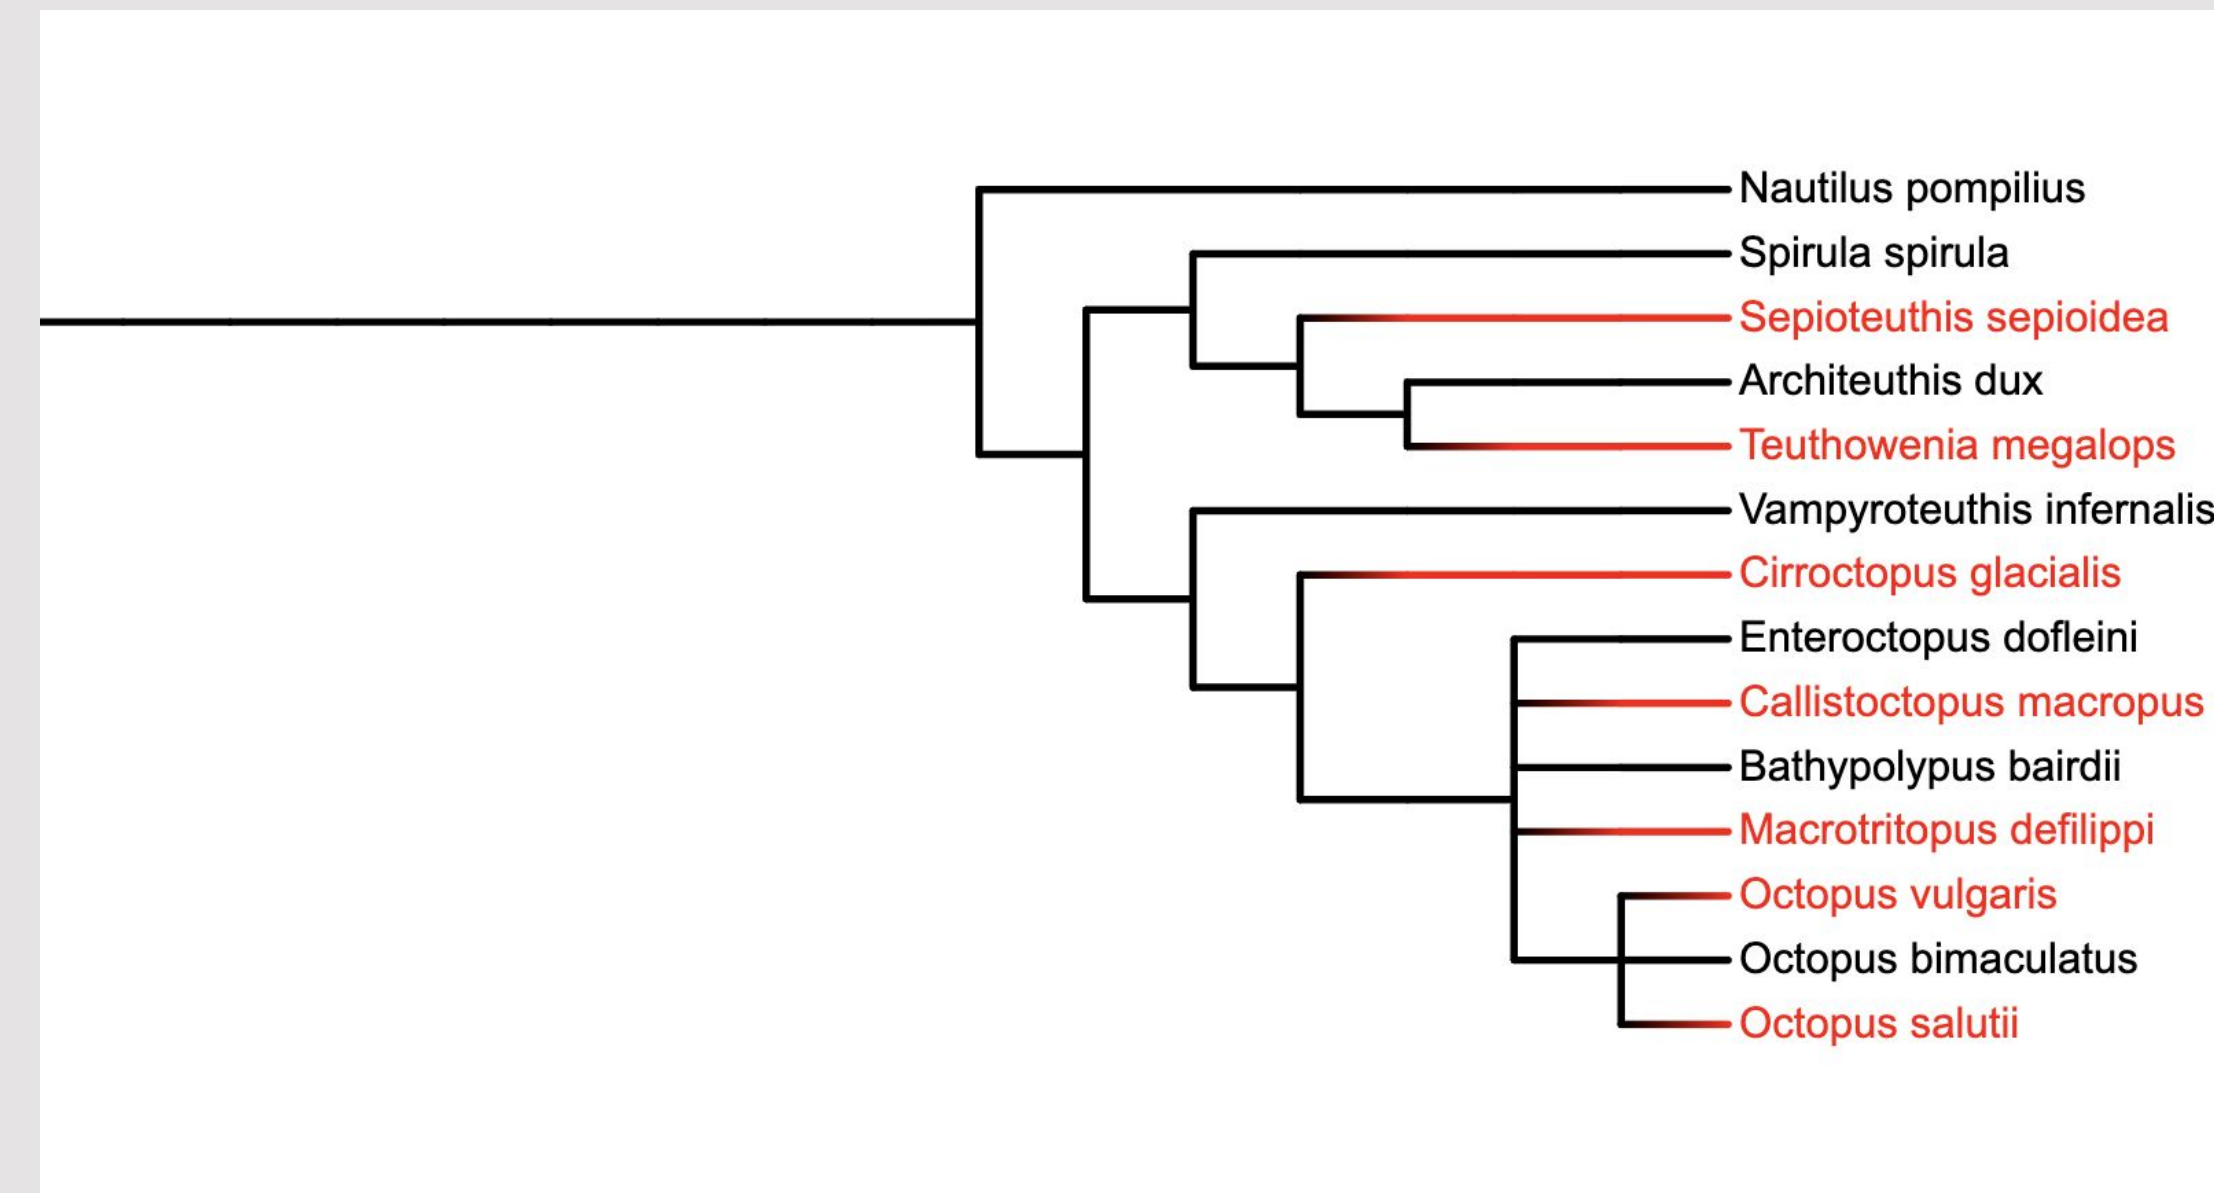 Nautilus pompilius
Spirula spirula
Sepioteuthis sepioidea
Architeuthis dux
Teuthowenia megalops
Vampyroteuthis infernalis
Cirroctopus glacialis
Enteroctopus dofleini
Callistoctopus macropus
Bathypolypus bairdii
Macrotritopus defilippi
Octopus vulgaris
Octopus bimaculatus
Octopus salutii